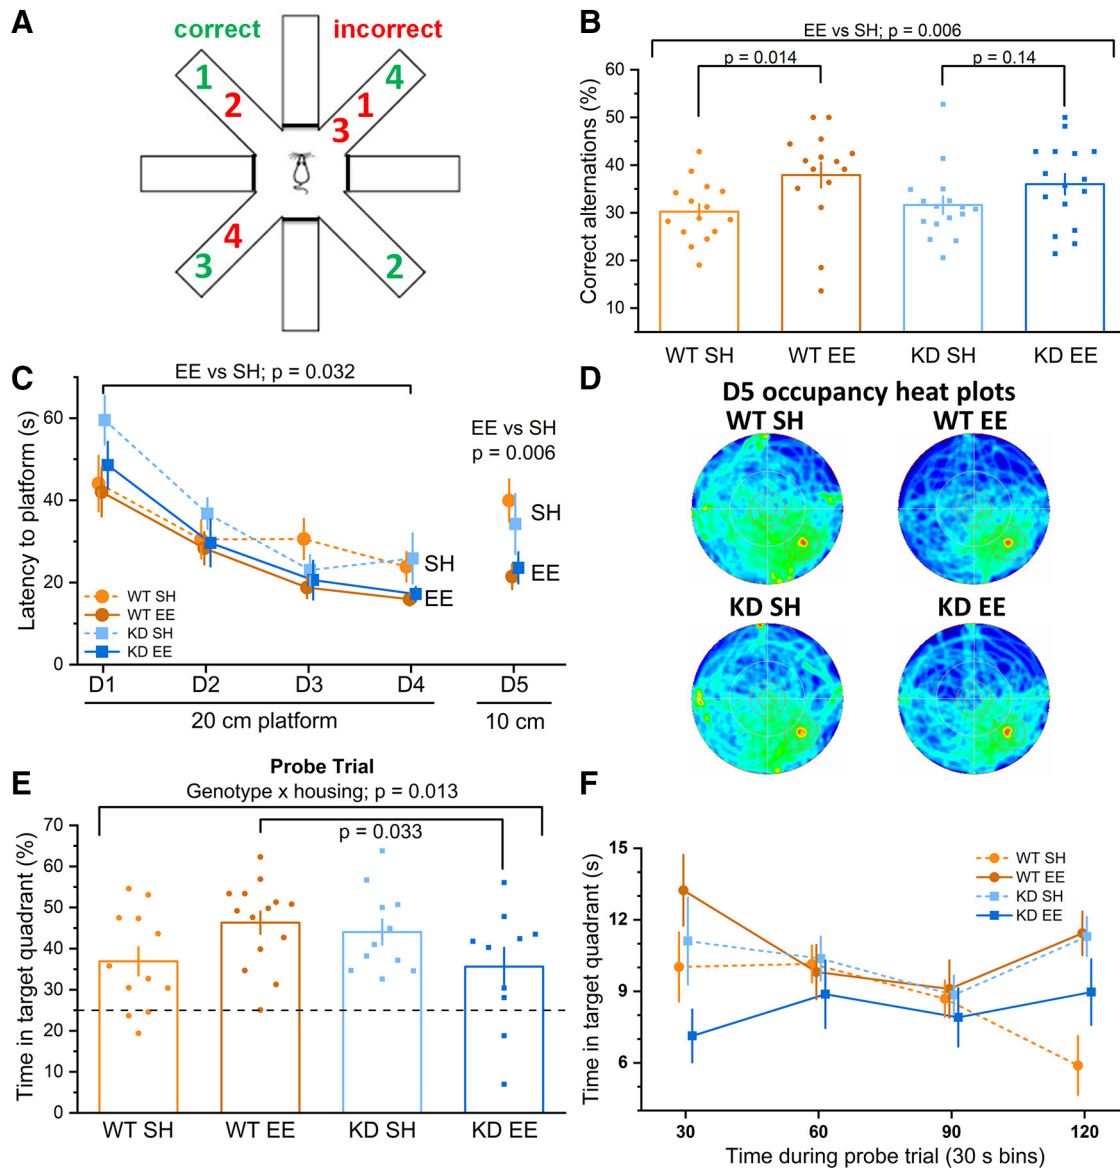 A
correct
incorrect
1
4
2
1
3
4
3
2
B
EE vs SH; p = 0.006
p = 0.014
p = 0.14
Correct alternations (%)
60
50
40
30
20
10
WT SH
WT EE
KD SH
KD EE
C
EE vs SH; p = 0.032
Latency to platform (s)
60
40
20
0
EE vs SH
p = 0.006
SH
EE
SH
EE
WT SH
WT EE
KD SH
KD EE
D1
D2
D3
D4
D5
20 cm platform
10 cm
D
D5 occupancy heat plots
WT SH
WT EE
KD SH
KD EE
E
Probe Trial
Genotype x housing; p = 0.013
p = 0.033
Time in target quadrant (%)
70
60
50
40
30
20
10
0
WT SH
WT EE
KD SH
KD EE
F
Time in target quadrant (s)
15
12
9
6
WT SH
WT EE
KD SH
KD EE
30
60
90
120
Time during probe trial (30 s bins)